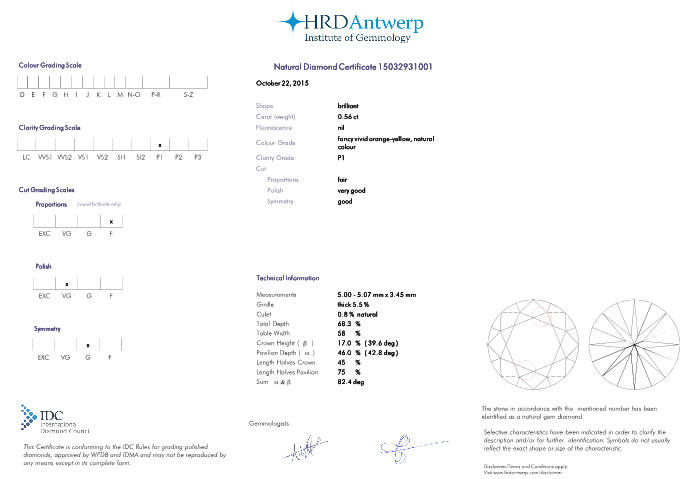 HRDAntwerp
Institute of Gemmology
Colour Grading Scale
D E F G H I J K L M N-O P-R S-Z
Clarity Grading Scale
x
LC VVS1 VVS2 VS1 VS2 SI1 SI2 P1 P2 P3
Cut Grading Scales
Proportions (round brilliants only)
x
EXC VG G F
Polish
x
EXC VG G F
Symmetry
x
EXC VG G F
IDC
International
Diamond Council
This Certificate is conforming to the IDC Rules for grading polished
diamonds, approved by WFDB and IDMA and may not be reproduced by
any means except in its complete form.
Natural Diamond Certificate 15032931001
October 22, 2015
Shape brilliant
Carat (weight) 0.56 ct
Fluorescence nil
Colour Grade fancy vivid orange-yellow, natural
colour
Clarity Grade P1
Cut
Proportions fair
Polish very good
Symmetry good
Technical Information
Measurements 5.00 - 5.07 mm x 3.45 mm
Girdle thick 5.5 %
Culet 0.8 % natural
Total Depth 68.3 %
Table Width 58 %
Crown Height ( β ) 17.0 % (39.6 deg)
Pavilion Depth ( α ) 46.0 % (42.8 deg)
Length Halves Crown 45 %
Length Halves Pavilion 75 %
Sum α & β 82.4 deg
Gemmologists
The stone in accordance with the mentioned number has been
identified as a natural gem diamond.
Selective characteristics have been indicated in order to clarify the
description and/or for further identification. Symbols do not usually
reflect the exact shape or size of the characteristic.
Disclaimer/Terms and Conditions apply:
Visit www.hrdantwerp.com/disclaimer